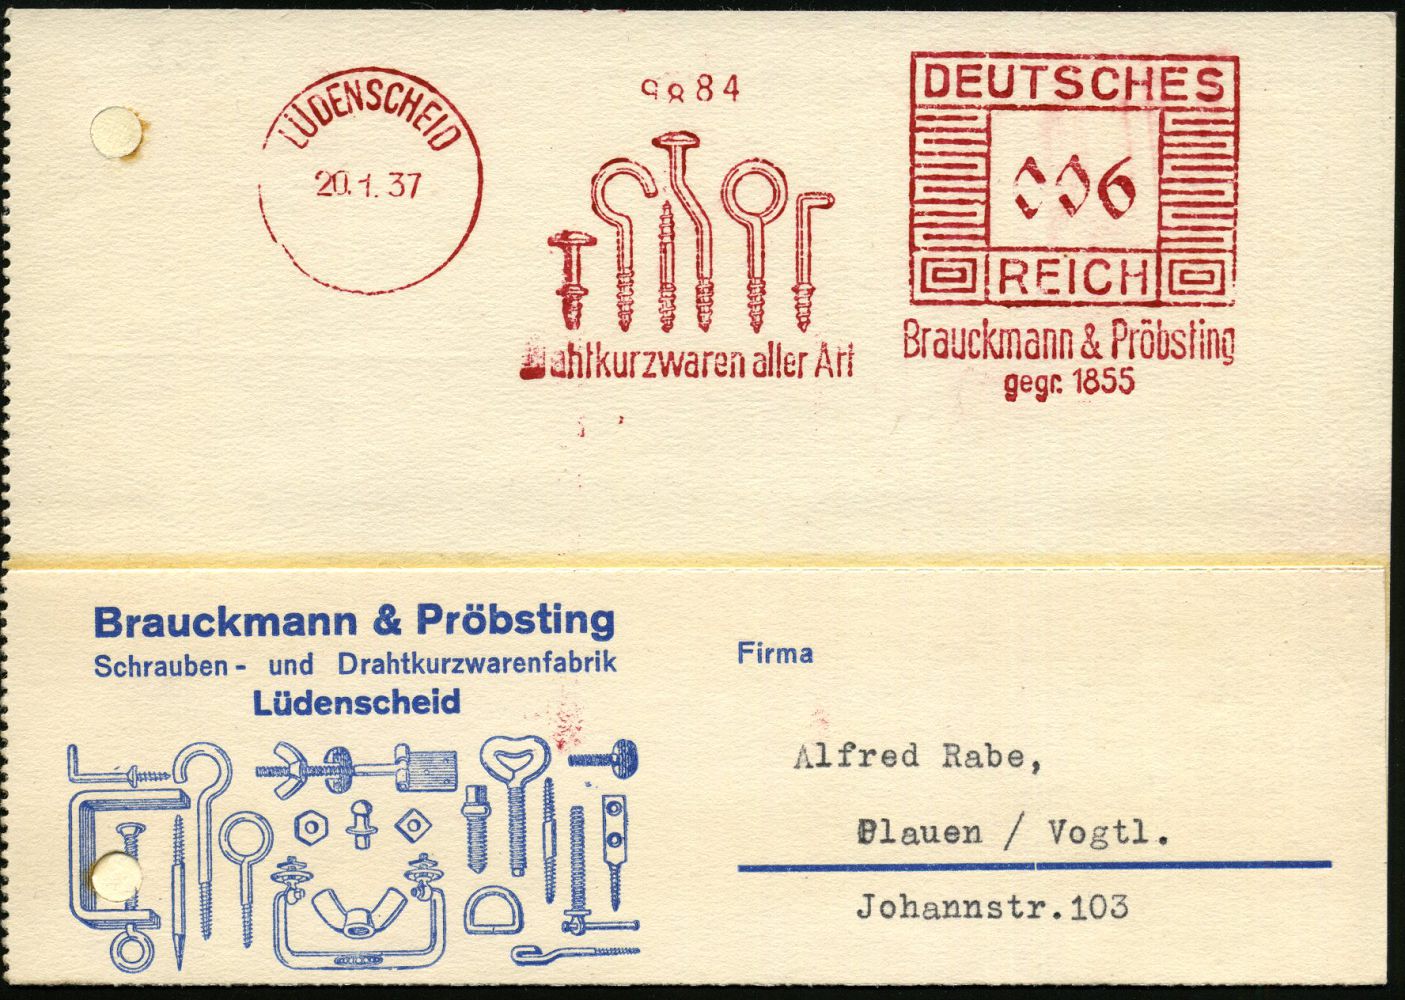 LÜDENSCHEID
20.1.37
9884
Drahtkurzwaren aller Art
DEUTSCHES
006
REICH
Brauckmann & Pröbsting
gegr. 1855
Brauckmann & Pröbsting
Schrauben- und Drahtkurzwarenfabrik
Lüdenscheid
Firma
Alfred Rabe,
Plauen / Vogtl.
Johannstr.103